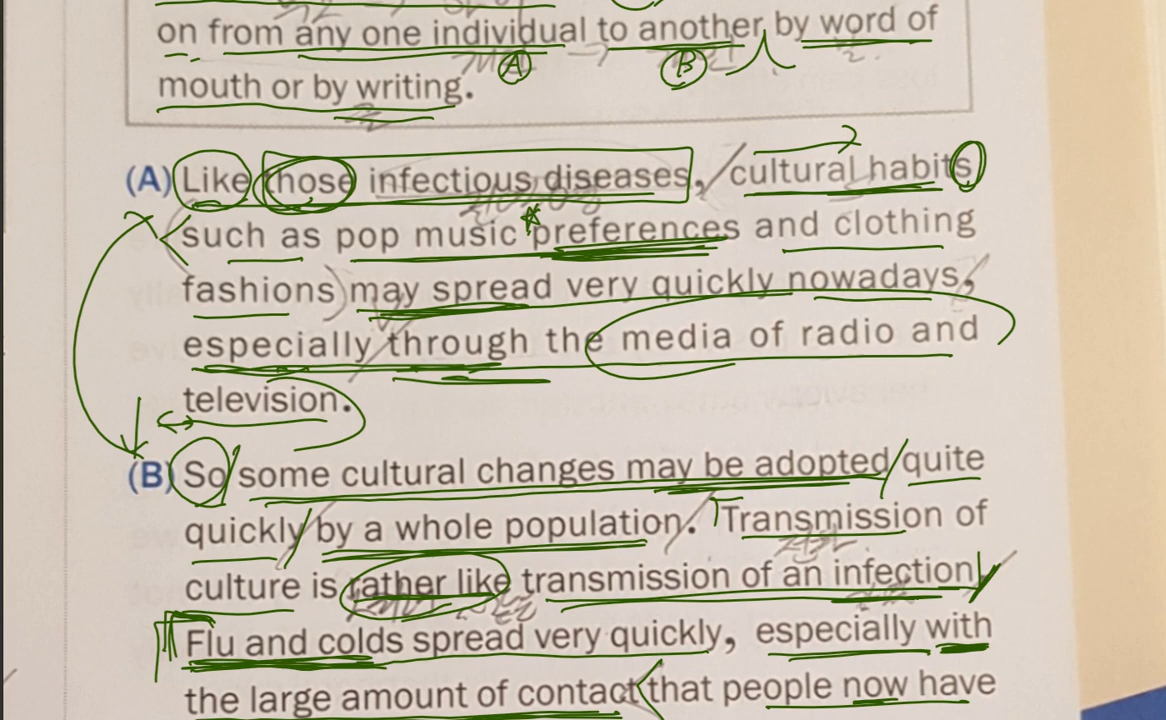 on from any one individual to another by word of
A B
mouth or by writing.
(A) Like those infectious diseases, cultural habits
such as pop music preferences and clothing
fashions may spread very quickly nowadays,
especially through the media of radio and
television.
(B) So some cultural changes may be adopted quite
quickly by a whole population. Transmission of
culture is rather like transmission of an infection.
Flu and colds spread very quickly, especially with
the large amount of contact that people now have